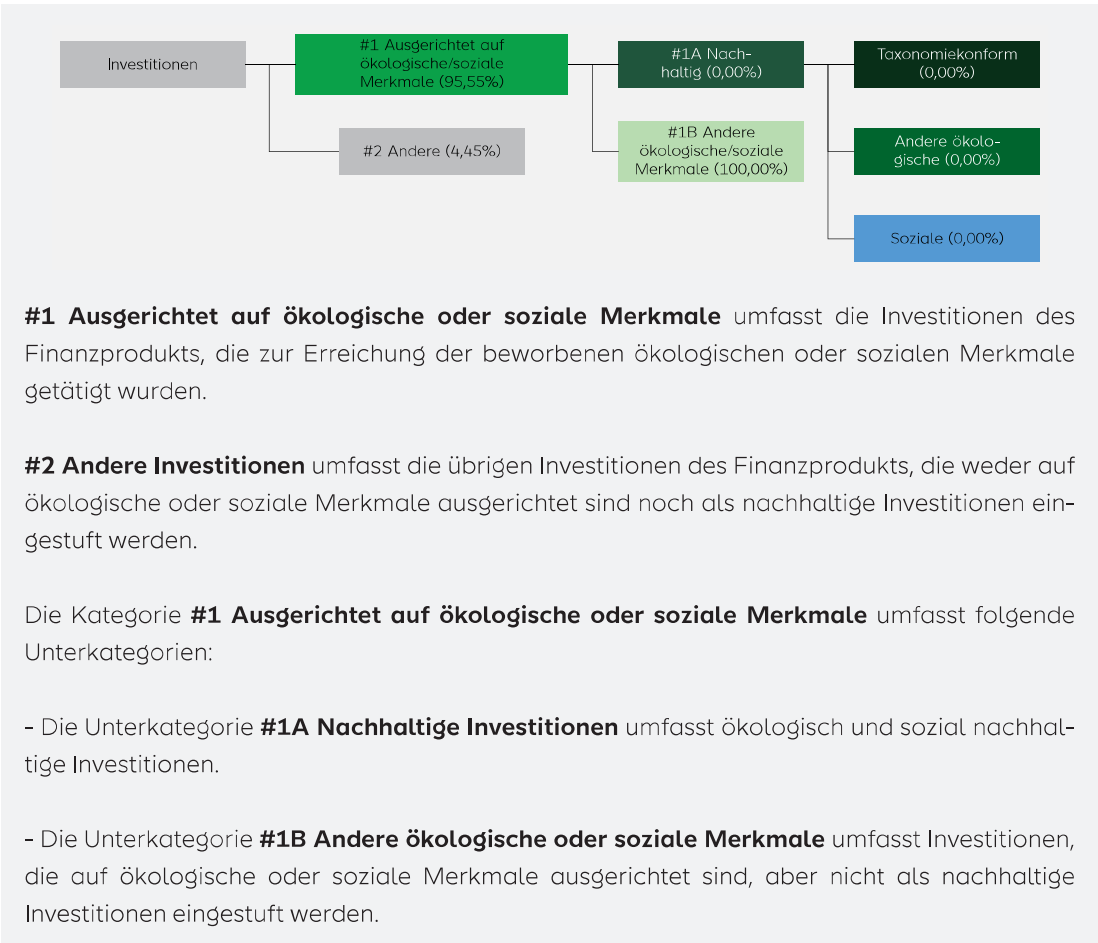 Investitionen
#1 Ausgerichtet auf
ökologische/soziale
Merkmale (95,55%)
#1A Nach-
haltig (0,00%)
Taxonomiekonform
(0,00%)
#2 Andere (4,45%)
#1B Andere
ökologische/soziale
Merkmale (100,00%)
Andere ökolo-
gische (0,00%)
Soziale (0,00%)
#1 Ausgerichtet auf ökologische oder soziale Merkmale umfasst die Investitionen des
Finanzprodukts, die zur Erreichung der beworbenen ökologischen oder sozialen Merkmale
getätigt wurden.
#2 Andere Investitionen umfasst die übrigen Investitionen des Finanzprodukts, die weder auf
ökologische oder soziale Merkmale ausgerichtet sind noch als nachhaltige Investitionen ein-
gestuft werden.
Die Kategorie #1 Ausgerichtet auf ökologische oder soziale Merkmale umfasst folgende
Unterkategorien:
- Die Unterkategorie #1A Nachhaltige Investitionen umfasst ökologisch und sozial nachhal-
tige Investitionen.
- Die Unterkategorie #1B Andere ökologische oder soziale Merkmale umfasst Investitionen,
die auf ökologische oder soziale Merkmale ausgerichtet sind, aber nicht als nachhaltige
Investitionen eingestuft werden.